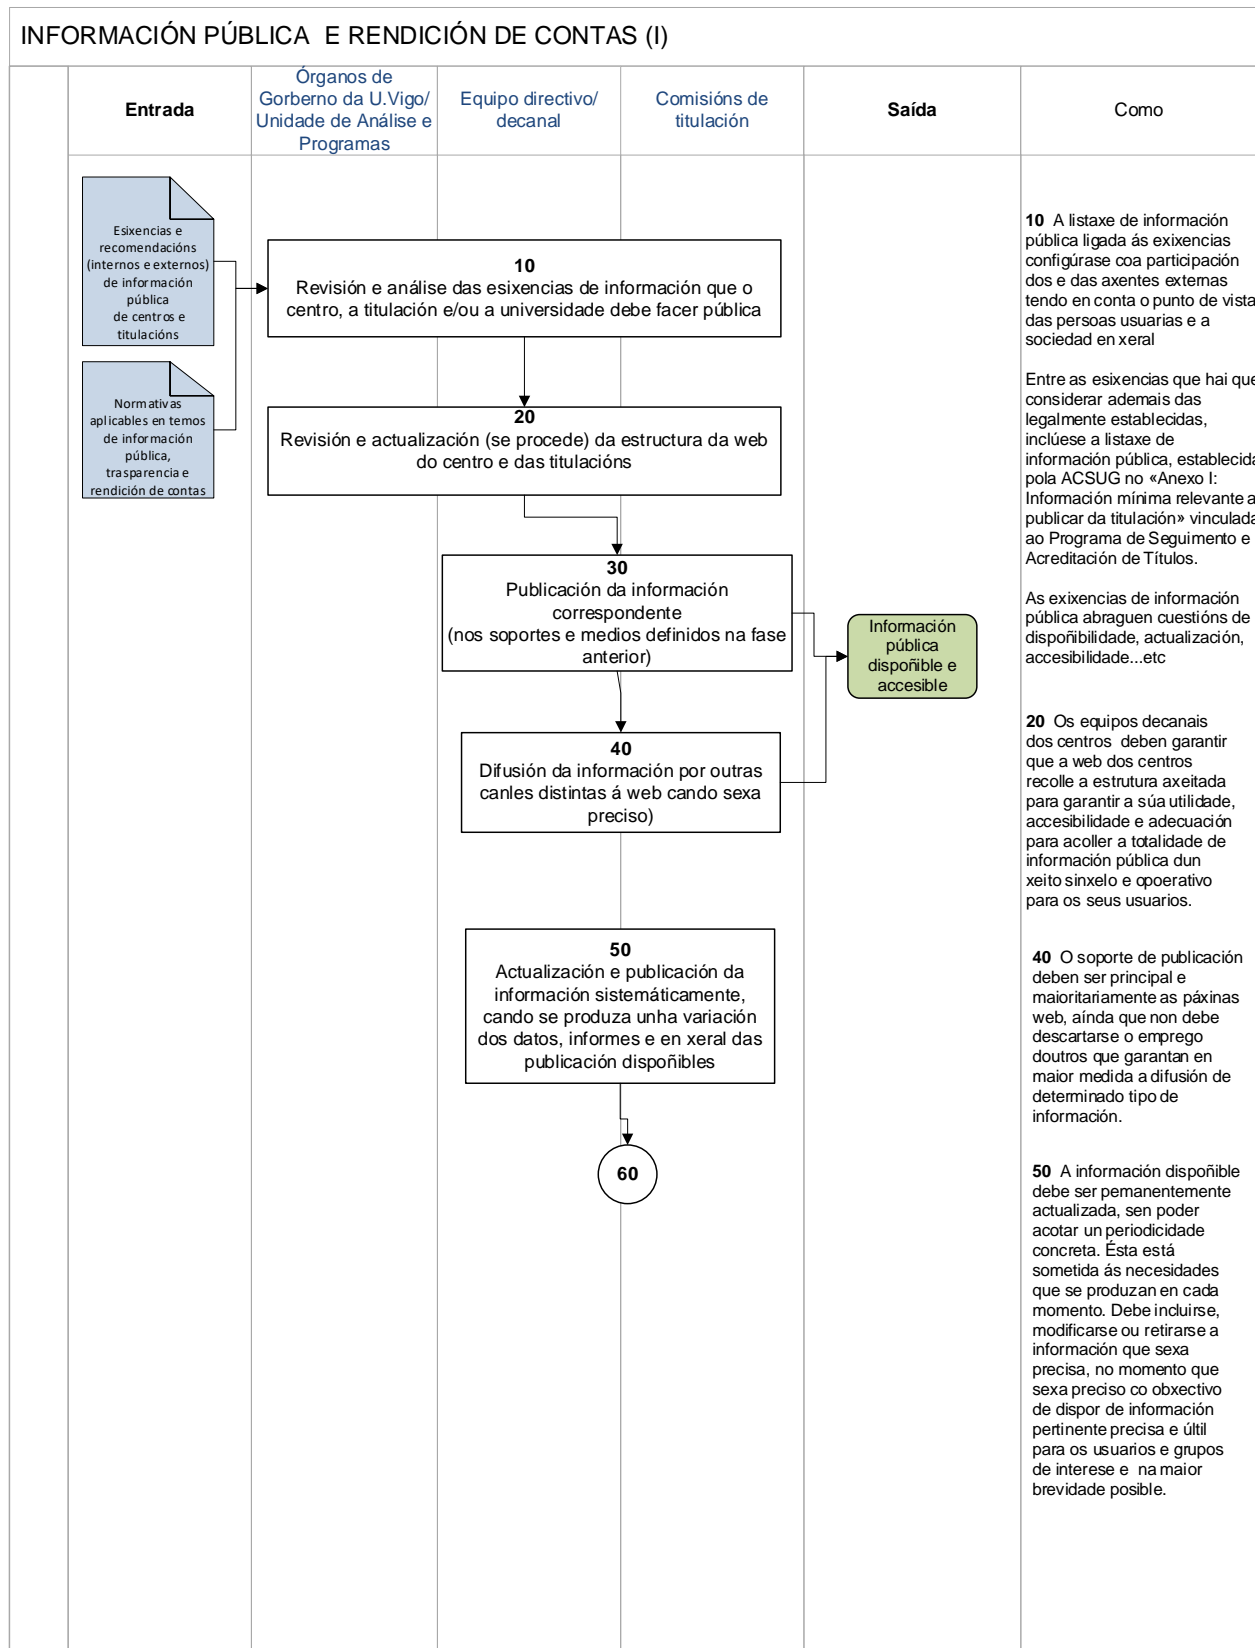 INFORMACIÓN PÚBLICA E RENDICIÓN DE CONTAS (I)
Entrada
Órganos de
Gorberno da U.Vigo/
Unidade de Análise e
Programas
Equipo directivo/
decanal
Comisións de
titulación
Saída
Como
Esixencias e
recomendacións
(internos e externos)
de información
pública
de centros e
titulacións
Normativas
aplicables en temos
de información
pública,
trasparencia e
rendición de contas
10
Revisión e análise das esixencias de información que o
centro, a titulación e/ou a universidade debe facer pública
20
Revisión e actualización (se procede) da estructura da web
do centro e das titulacións
30
Publicación da información
correspondente
(nos soportes e medios definidos na fase
anterior)
40
Difusión da información por outras
canles distintas á web cando sexa
preciso)
50
Actualización e publicación da
información sistemáticamente,
cando se produza unha variación
dos datos, informes e en xeral das
publicación dispoñibles
60
Información
pública
dispoñible e
accesible
10 A listaxe de información
pública ligada ás exixencias
configúrase coa participación
dos e das axentes externas
tendo en conta o punto de vista
das persoas usuarias e a
sociedad en xeral
Entre as esixencias que hai que
considerar ademais das
legalmente establecidas,
inclúese a listaxe de
información pública, establecida
pola ACSUG no «Anexo I:
Información mínima relevante a
publicar da titulación» vinculada
ao Programa de Seguimento e
Acreditación de Títulos.
As exixencias de información
pública abraguen cuestións de
dispoñibilidade, actualización,
accesibilidade...etc
20 Os equipos decanais
dos centros deben garantir
que a web dos centros
recolle a estrutura axeitada
para garantir a súa utilidade,
accesibilidade e adecuación
para acoller a totalidade de
información pública dun
xeito sinxelo e opoerativo
para os seus usuarios.
40 O soporte de publicación
deben ser principal e
maioritariamente as páxinas
web, aínda que non debe
descartarse o emprego
doutros que garantan en
maior medida a difusión de
determinado tipo de
información.
50 A información dispoñible
debe ser pemanentemente
actualizada, sen poder
acotar un periodicidade
concreta. Ésta está
sometida ás necesidades
que se produzan en cada
momento. Debe incluirse,
modificarse ou retirarse a
información que sexa
precisa, no momento que
sexa preciso co obxectivo
de dispor de información
pertinente precisa e últil
para os usuarios e grupos
de interese e na maior
brevidade posible.